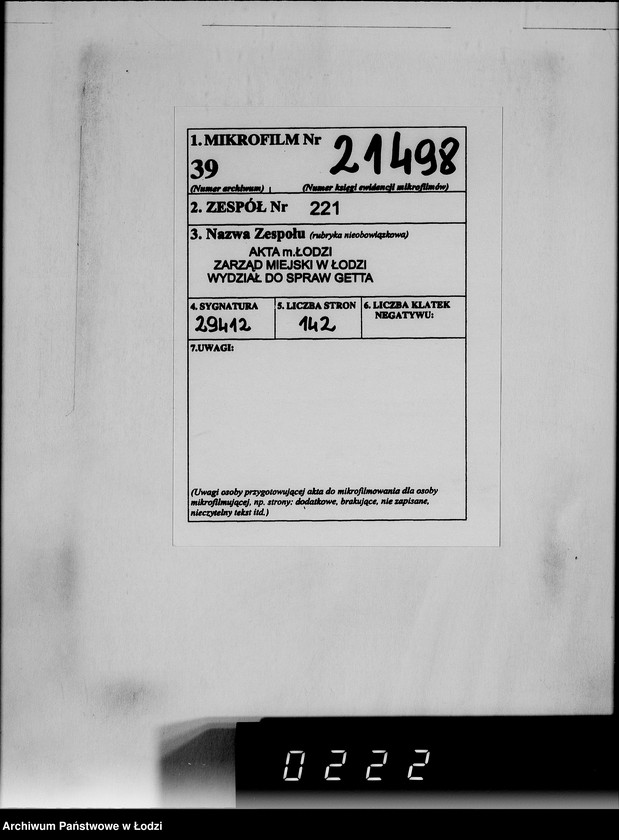 1. MIKROFILM Nr 21498
39
(Numer archiwum) (Numer księgi ewidencji mikrofilmów)
2. ZESPÓŁ Nr 221
3. Nazwa Zespołu (rubryka nieobowiązkowa)
AKTA m.ŁODZI
ZARZĄD MIEJSKI W ŁODZI
WYDZIAŁ DO SPRAW GETTA
4. SYGNATURA 5. LICZBA STRON 6. LICZBA KLATEK
NEGATYWU:
29412 142
7.UWAGI:
(Uwagi osoby przygotowującej akta do mikrofilmowania dla osoby
mikrofilmującej, np. strony: dodatkowe, brakujące, nie zapisane,
nieczytelny tekst itd.)
0222
Archiwum Państwowe w Łodzi